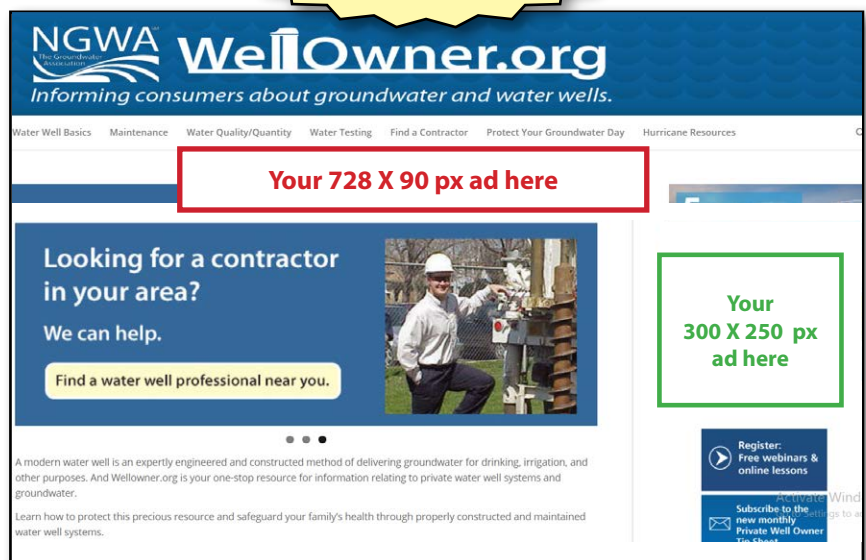 NGWA
The Groundwater
Association
WellOwner.org
Informing consumers about groundwater and water wells.
Water Well Basics Maintenance Water Quality/Quantity Water Testing Find a Contractor Protect Your Groundwater Day Hurricane Resources
Your 728 X 90 px ad here
Looking for a contractor
in your area?
We can help.
Find a water well professional near you.
Your
300 X 250 px
ad here
A modern water well is an expertly engineered and constructed method of delivering groundwater for drinking, irrigation, and
other purposes. And Wellowner.org is your one-stop resource for information relating to private water well systems and
groundwater.
Learn how to protect this precious resource and safeguard your family's health through properly constructed and maintained
water well systems.
Register:
Free webinars &
online lessons
Activate Wind
Subscribe to the
new monthly
Private Well Owner
Tip Sheet
Settings to a